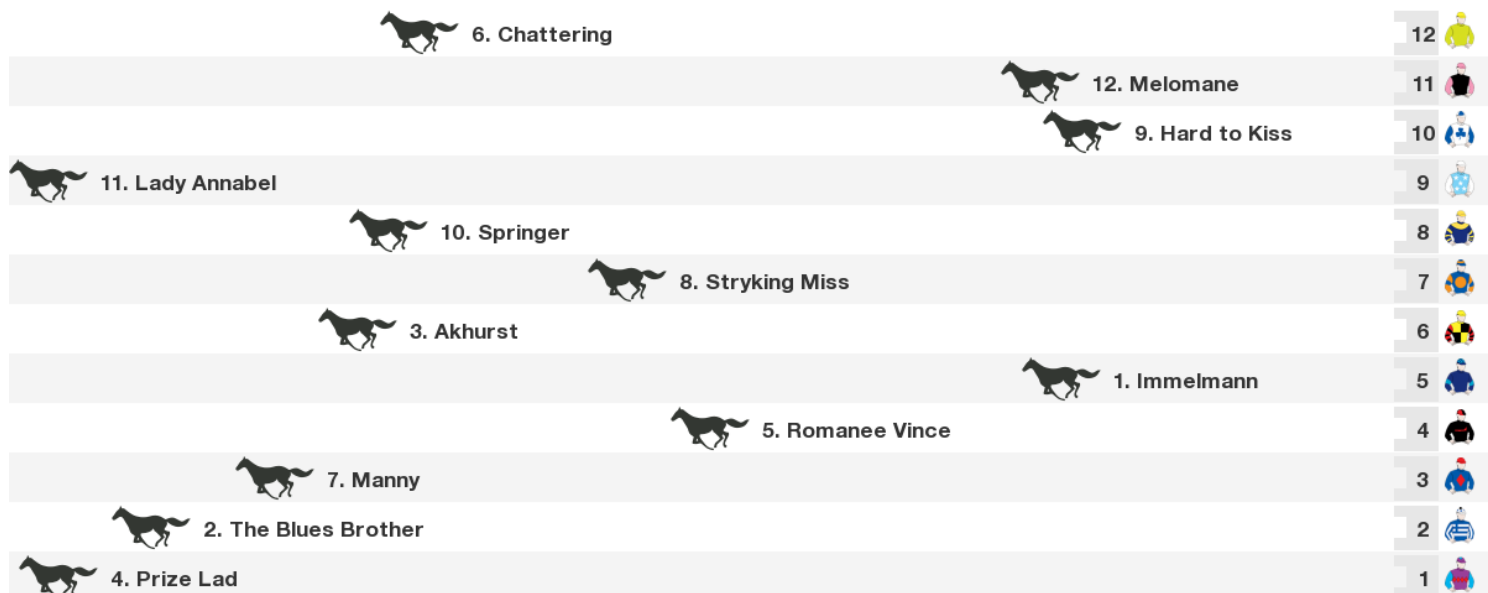 6. Chattering 12
12. Melomane 11
9. Hard to Kiss 10
11. Lady Annabel 9
10. Springer 8
8. Stryking Miss 7
3. Akhurst 6
1. Immelmann 5
5. Romanee Vince 4
7. Manny 3
2. The Blues Brother 2
4. Prize Lad 1